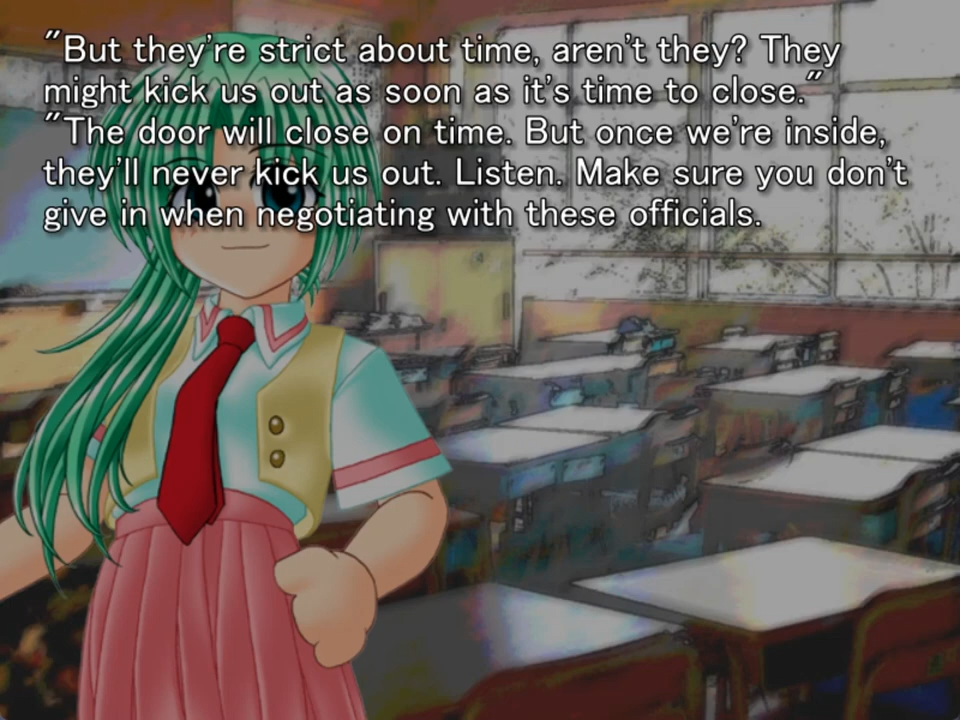 "But they're strict about time, aren't they? They
might kick us out as soon as it's time to close."
"The door will close on time. But once we're inside,
they'll never kick us out. Listen. Make sure you don't
give in when negotiating with these officials.